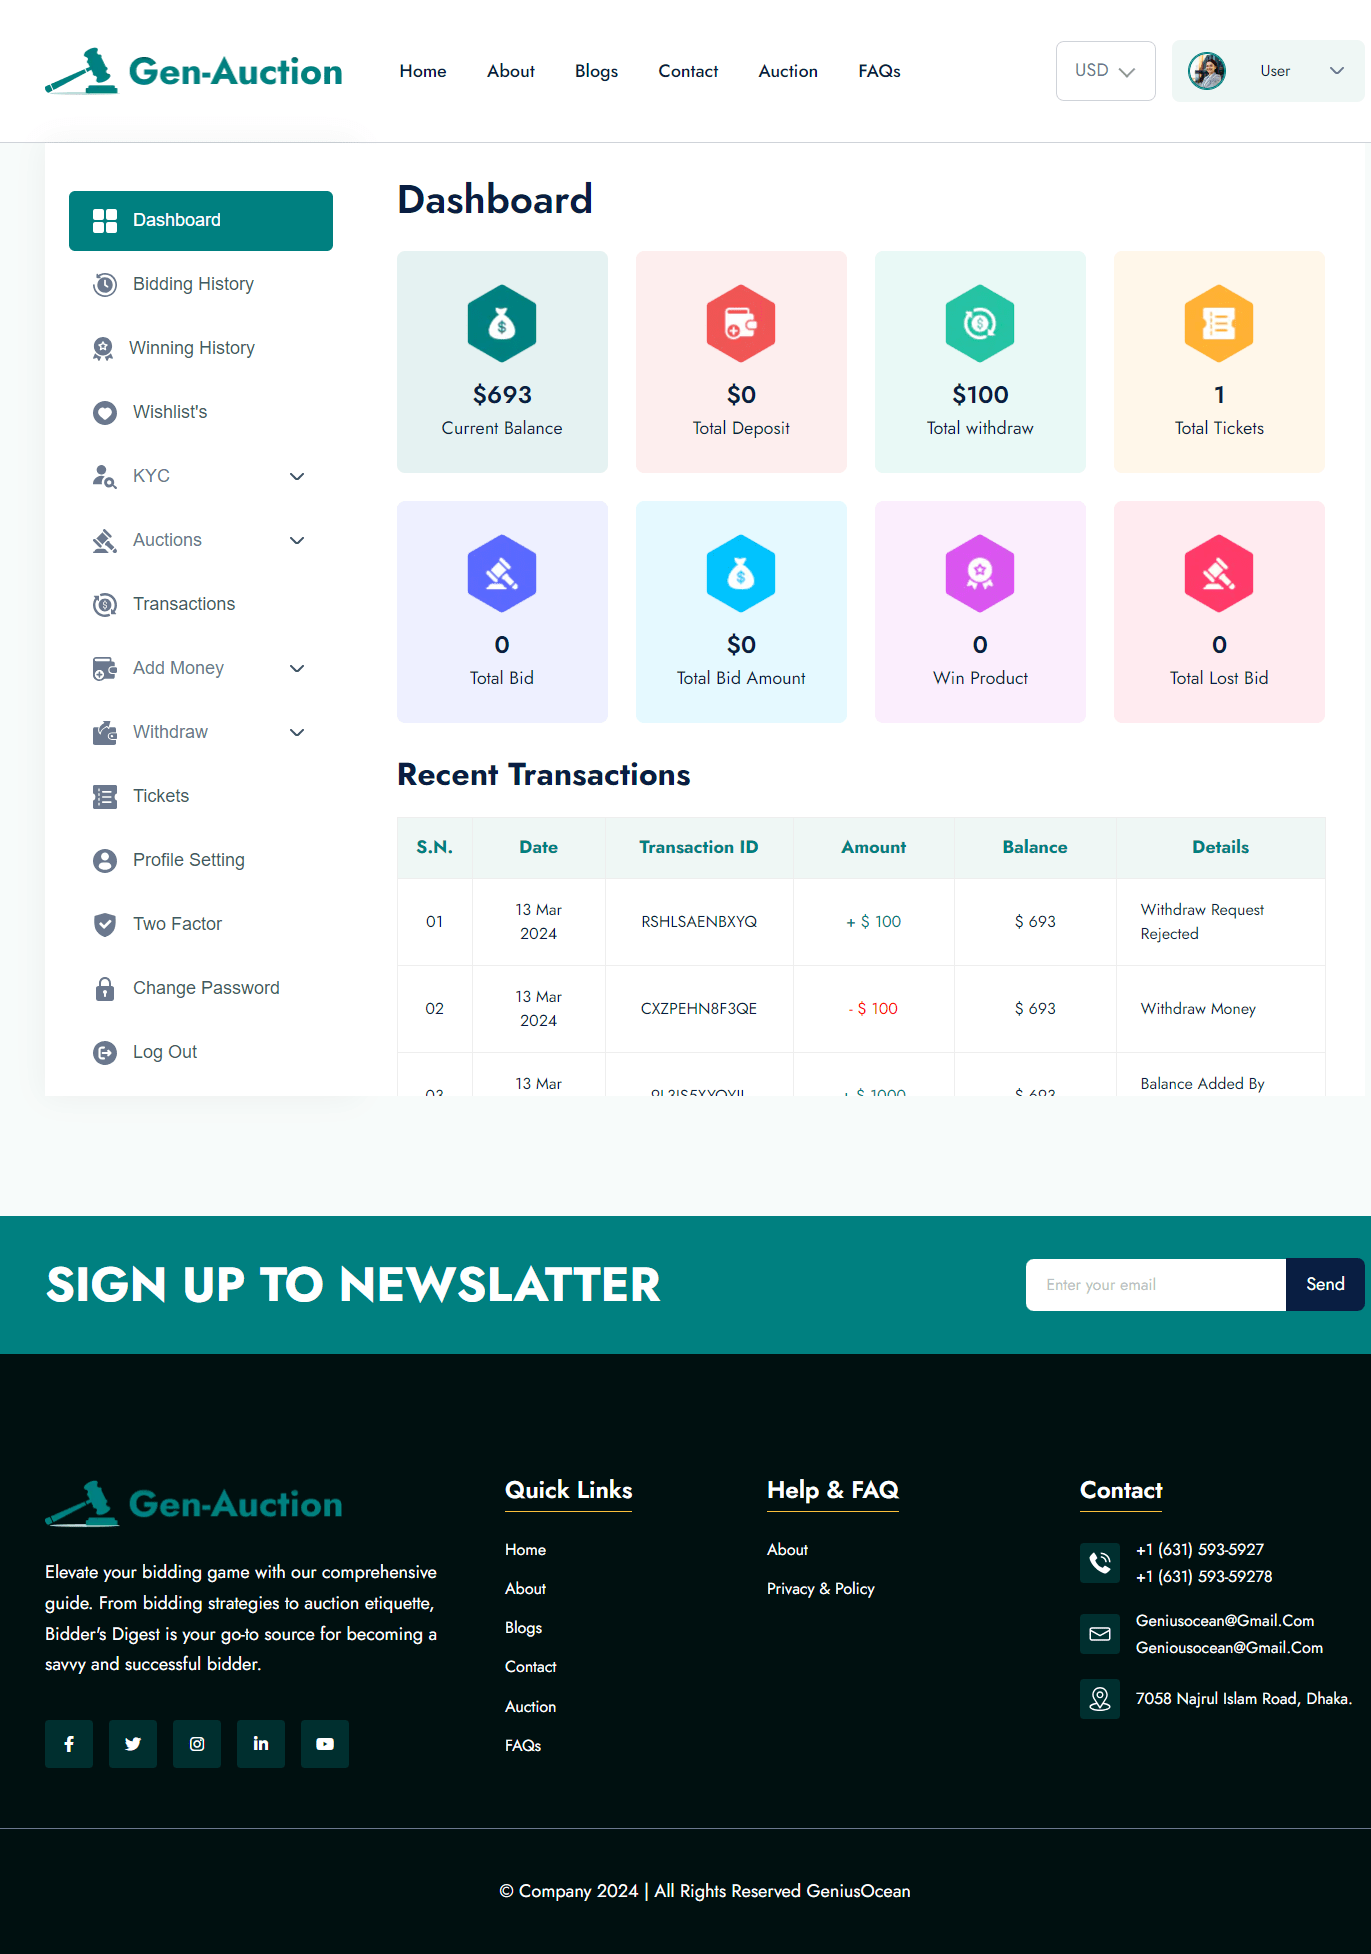 Gen-Auction
Home About Blogs Contact Auction FAQs
USD
User
Dashboard
Bidding History
Winning History
Wishlist's
KYC
Auctions
Transactions
Add Money
Withdraw
Tickets
Profile Setting
Two Factor
Change Password
Log Out
Dashboard
$693
Current Balance
$0
Total Deposit
$100
Total withdraw
1
Total Tickets
0
Total Bid
$0
Total Bid Amount
0
Win Product
0
Total Lost Bid
Recent Transactions
S.N. Date Transaction ID Amount Balance Details
01 13 Mar 2024 RSHLSAENBXYQ + $ 100 $ 693 Withdraw Request Rejected
02 13 Mar 2024 CXZPEHN8F3QE - $ 100 $ 693 Withdraw Money
03 13 Mar + $ 1000 $ 693 Balance Added By
SIGN UP TO NEWSLATTER
Enter your email
Send
Gen-Auction
Elevate your bidding game with our comprehensive
guide. From bidding strategies to auction etiquette,
Bidder's Digest is your go-to source for becoming a
savvy and successful bidder.
Quick Links
Home
About
Blogs
Contact
Auction
FAQs
Help & FAQ
About
Privacy & Policy
Contact
+1 (631) 593-5927
+1 (631) 593-59278
Geniusocean@Gmail.Com
Geniousocean@Gmail.Com
7058 Najrul Islam Road, Dhaka.
© Company 2024 | All Rights Reserved GeniusOcean